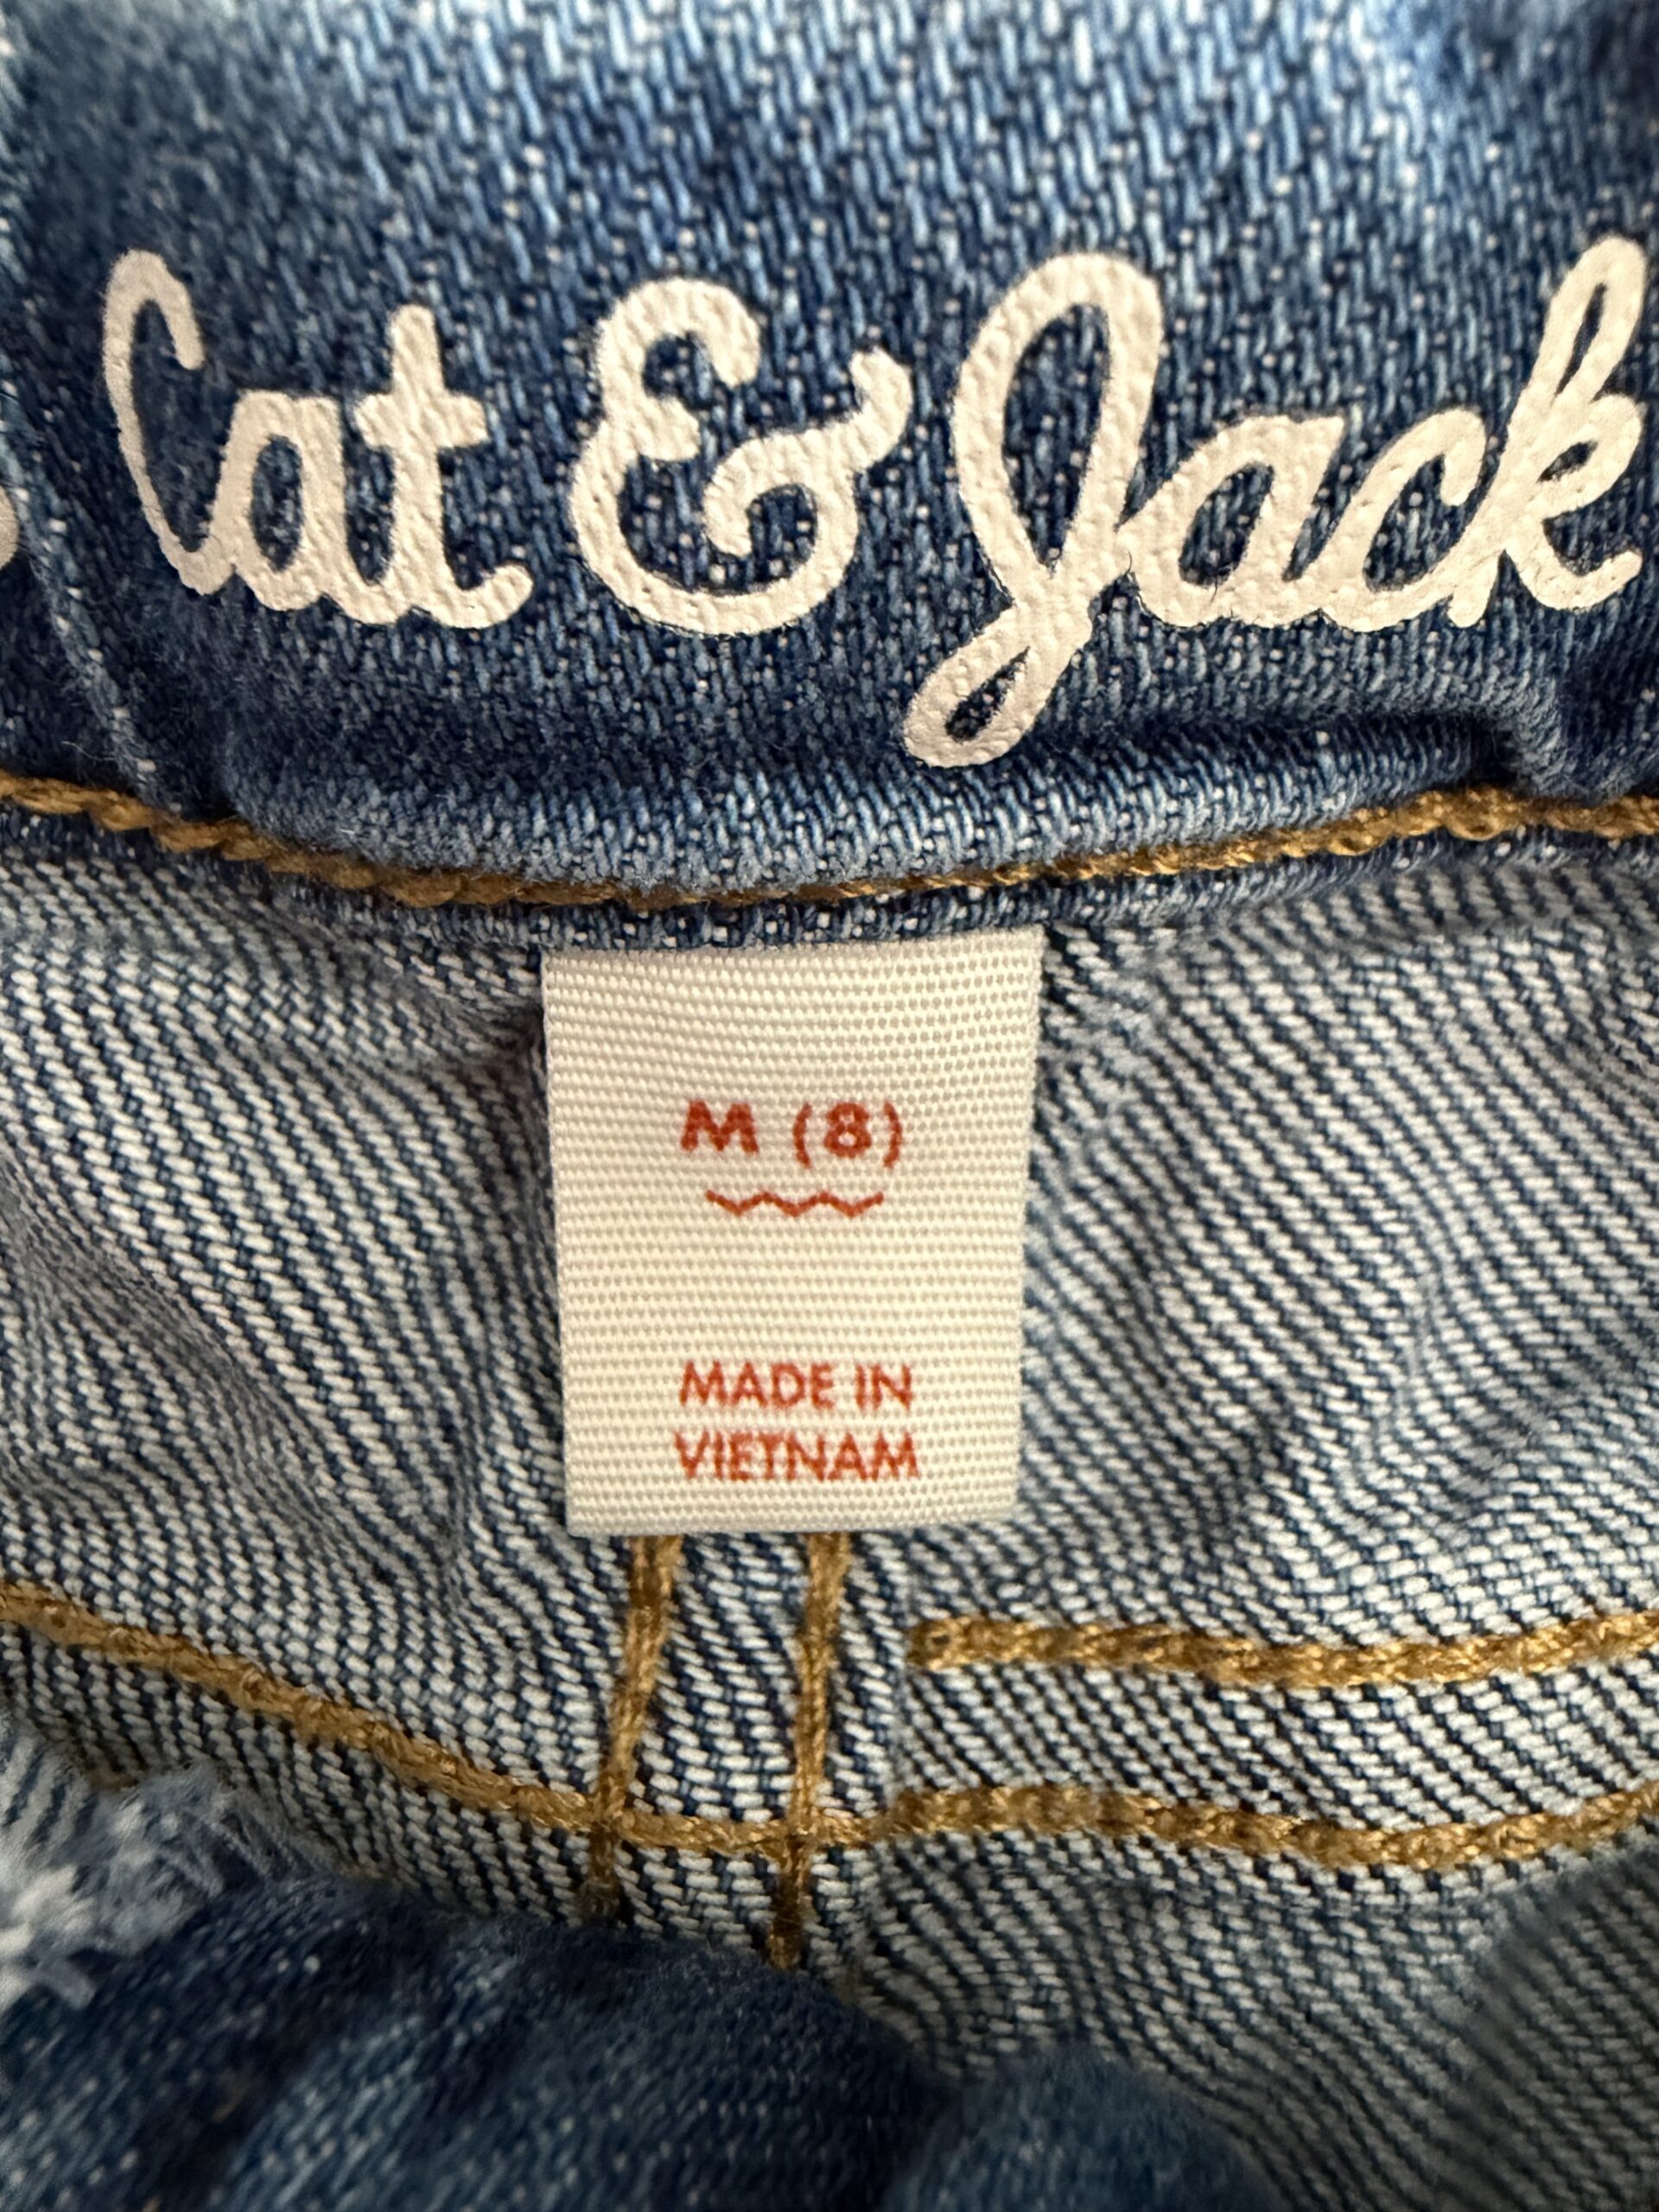 Cat & Jack
M (8)
MADE IN
VIETNAM